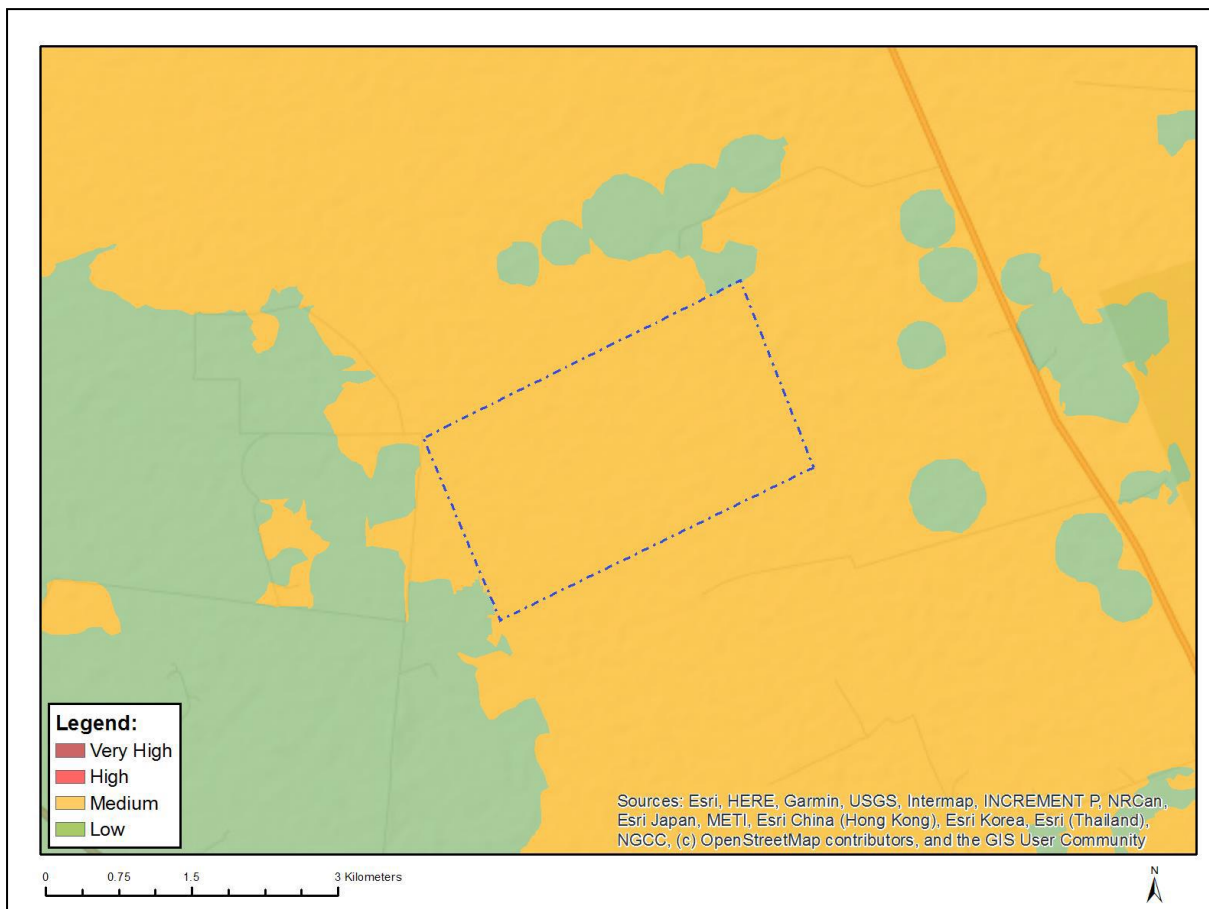 Legend:
Very High
High
Medium
Low
Sources: Esri, HERE, Garmin, USGS, Intermap, INCREMENT P, NRCan,
Esri Japan, METI, Esri China (Hong Kong), Esri Korea, Esri (Thailand),
NGCC, (c) OpenStreetMap contributors, and the GIS User Community
0 0.75 1.5 3 Kilometers
N